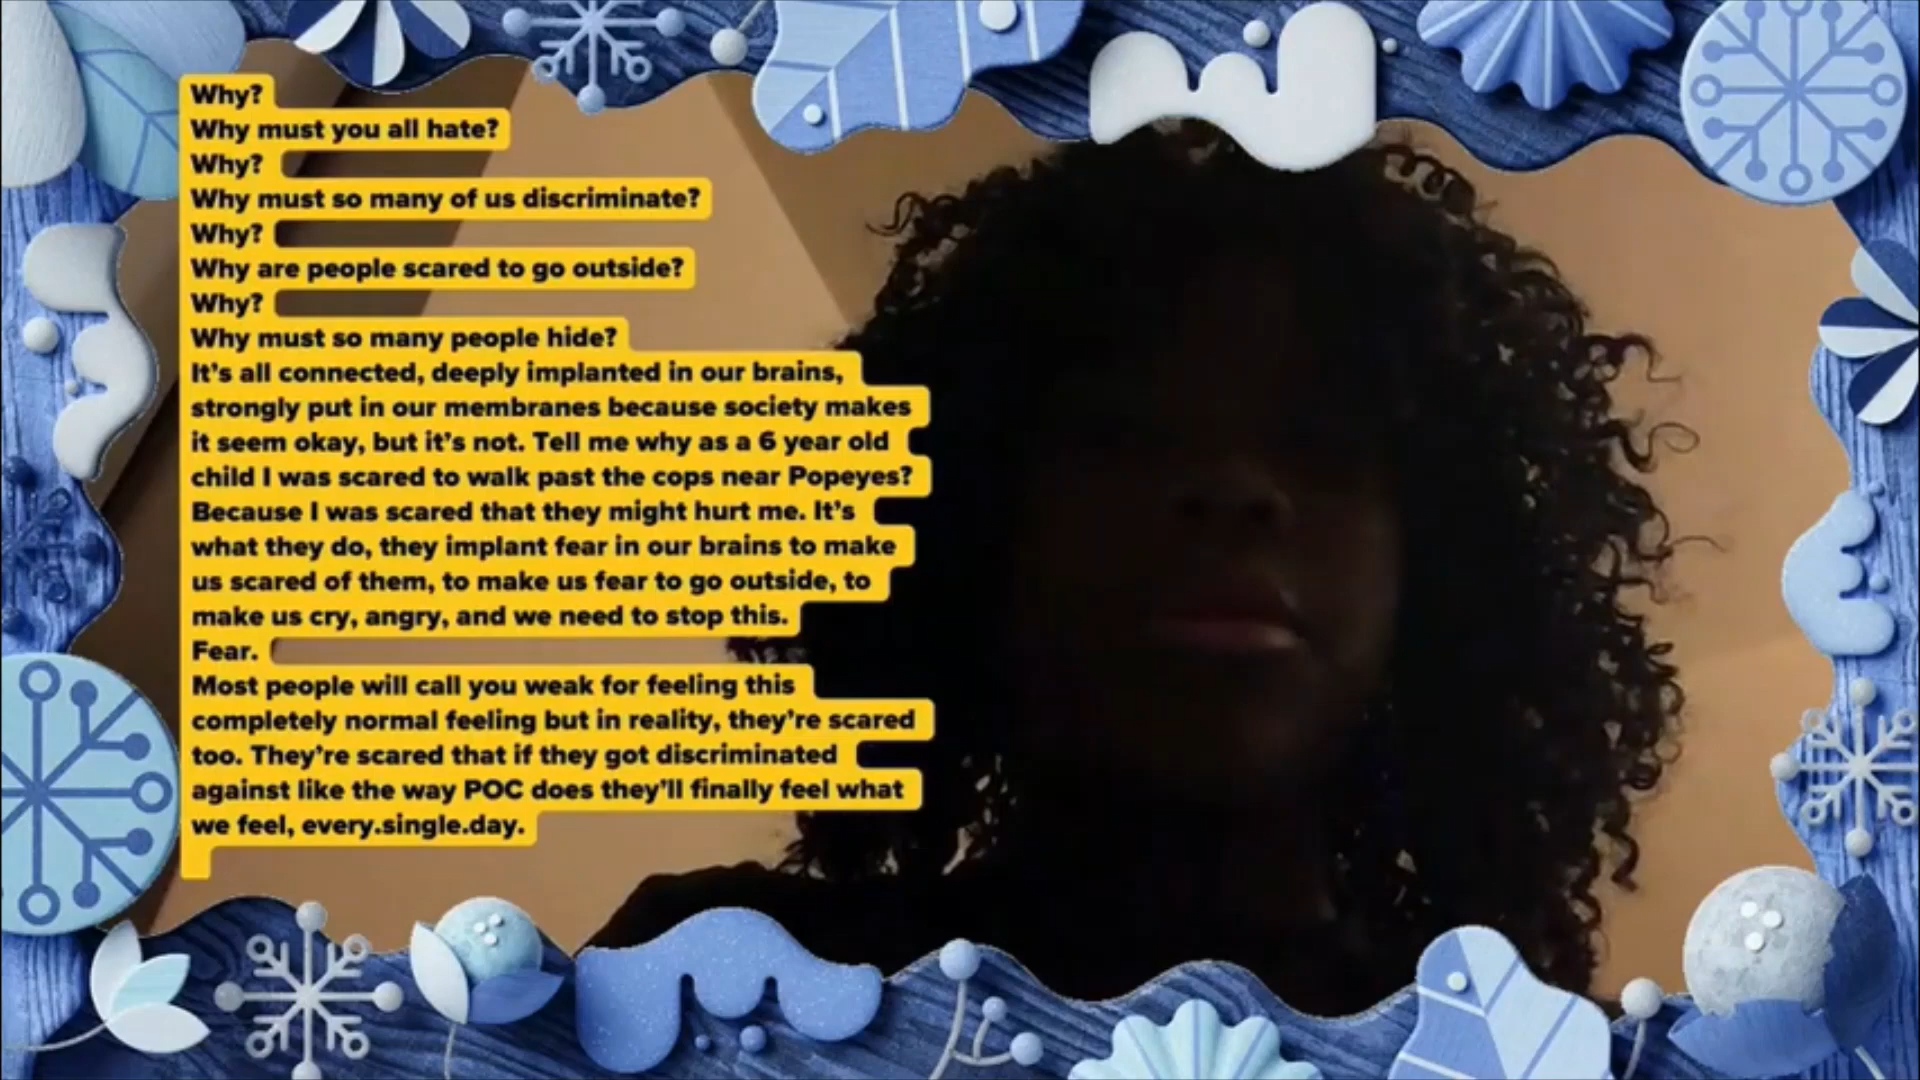 Why?
Why must you all hate?
Why?
Why must so many of us discriminate?
Why?
Why are people scared to go outside?
Why?
Why must so many people hide?
It's all connected, deeply implanted in our brains,
strongly put in our membranes because society makes
it seem okay, but it's not. Tell me why as a 6 year old
child I was scared to walk past the cops near Popeyes?
Because I was scared that they might hurt me. It's
what they do, they implant fear in our brains to make
us scared of them, to make us fear to go outside, to
make us cry, angry, and we need to stop this.
Fear.
Most people will call you weak for feeling this
completely normal feeling but in reality, they're scared
too. They're scared that if they got discriminated
against like the way POC does they'll finally feel what
we feel, every.single.day.